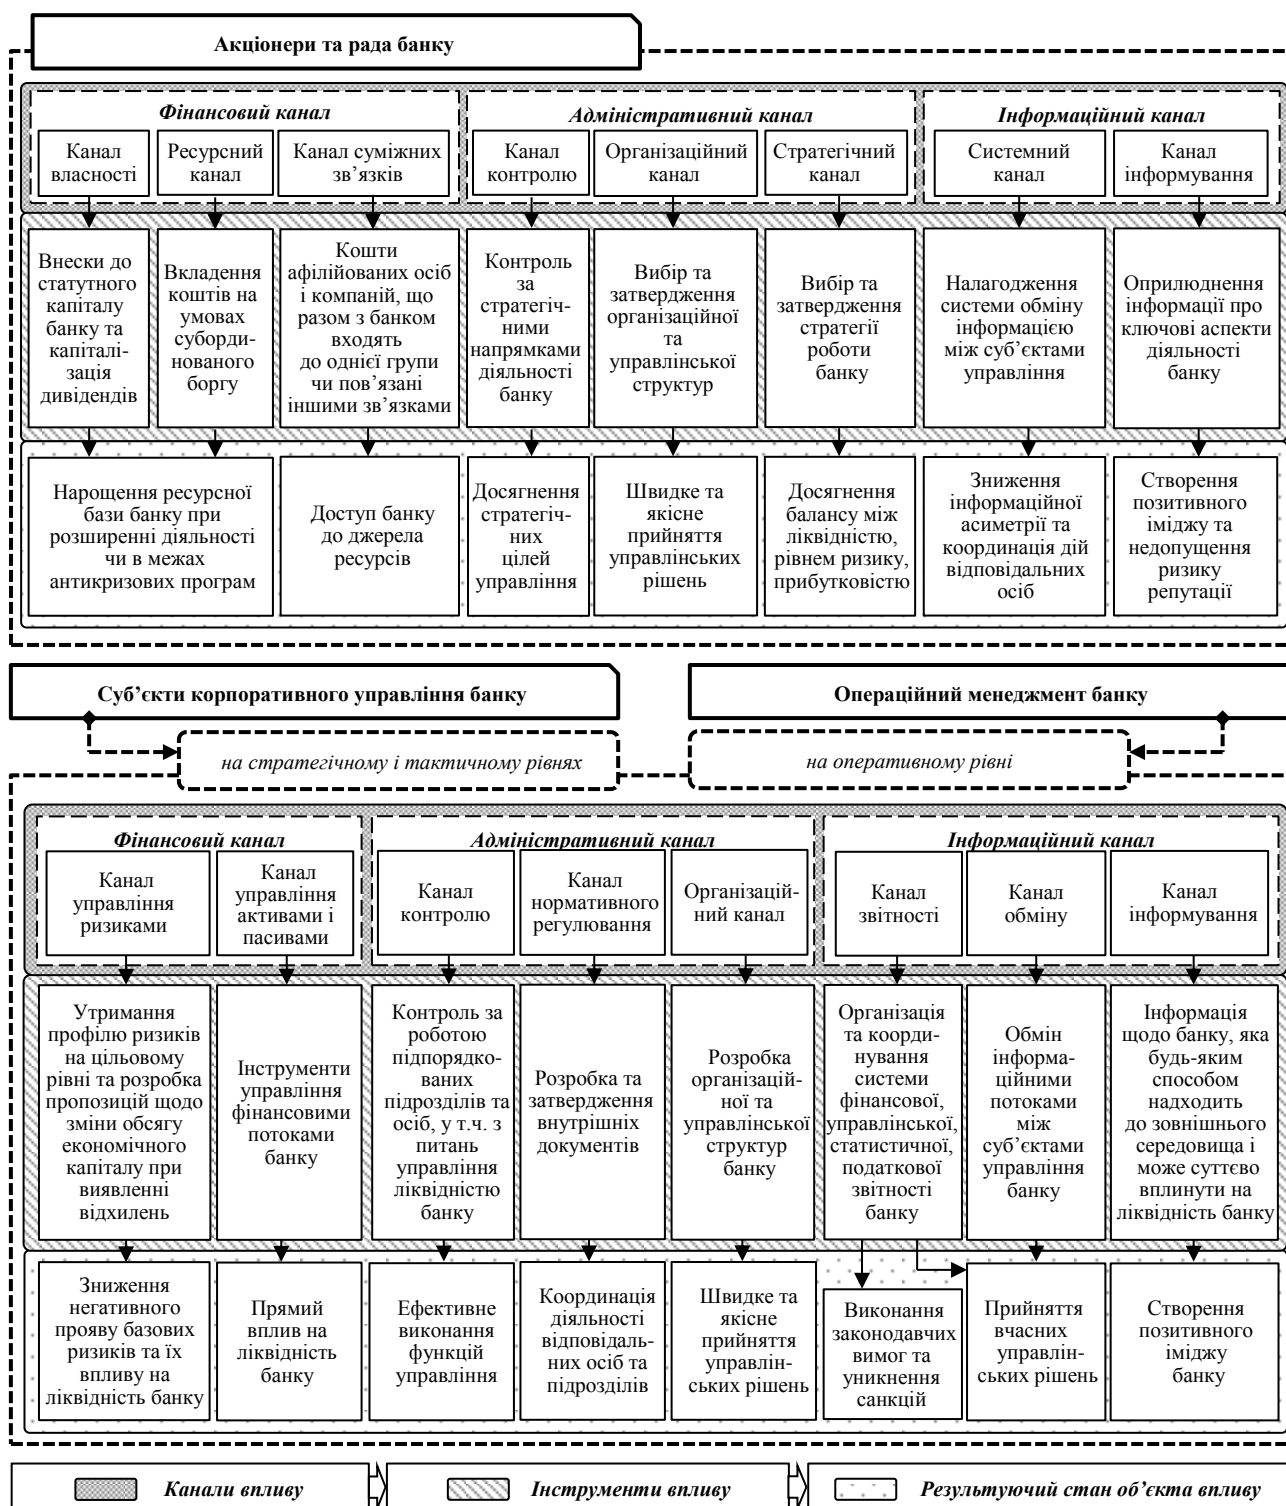 Акціонери та рада банку
Фінансовий канал
Адміністративний канал
Інформаційний канал
Канал
власності
Ресурсний
канал
Канал суміжних
зв’язків
Канал
контролю
Організаційний
канал
Стратегічний
канал
Системний
канал
Канал
інформування
Внески до
статутного
капіталу
банку та
капіталі-
зація
дивідендів
Вкладення
коштів на
умовах
суборди-
нованого
боргу
Кошти
афілійованих осіб
і компаній, що
разом з банком
входять
до однієї групи
чи пов’язані
іншими зв’язками
Контроль
за
стратегіч-
ними
напрямками
діяльності
банку
Вибір та
затвердження
організаційної
та
управлінської
структур
Вибір та
затвердження
стратегії
роботи
банку
Налагодження
системи обміну
інформацією
між суб’єктами
управління
Оприлюднення
інформації про
ключові аспекти
діяльності
банку
Нарощення ресурсної
бази банку при
розширенні діяльності
чи в межах
антикризових програм
Доступ банку
до джерела
ресурсів
Досягнення
стратегіч-
них
цілей
управління
Швидке та
якісне
прийняття
управлінських
рішень
Досягнення
балансу між
ліквідністю,
рівнем ризику,
прибутковістю
Зниження
інформаційної
асиметрії та
координація дій
відповідальних
осіб
Створення
позитивного
іміджу та
недопущення
ризику
репутації
Суб’єкти корпоративного управління банку
Операційний менеджмент банку
на стратегічному і тактичному рівнях
на оперативному рівні
Фінансовий канал
Адміністративний канал
Інформаційний канал
Канал
управління
ризиками
Канал
управління
активами і
пасивами
Канал
контролю
Канал
нормативного
регулювання
Організацій-
ний канал
Канал
звітності
Канал
обміну
Канал
інформування
Утримання
профілю ризиків
на цільовому
рівні та розробка
пропозицій щодо
зміни обсягу
економічного
капіталу при
виявленні
відхилень
Інструменти
управління
фінансовими
потоками
банку
Контроль за
роботою
підпорядко-
ваних
підрозділів та
осіб, у т.ч. з
питань
управління
ліквідністю
банку
Розробка та
затвердження
внутрішніх
документів
Розробка
організацій-
ної та
управлінської
структур
банку
Організація
та коорди-
нування
системи
фінансової,
управлінської,
статистичної,
податкової
звітності
банку
Обмін
інформа-
ційними
потоками
між
суб’єктами
управління
банку
Інформація
щодо банку, яка
будь-яким
способом
надходить
до зовнішнього
середовища і
може суттєво
вплинути на
ліквідність банку
Зниження
негативного
прояву базових
ризиків та їх
впливу на
ліквідність банку
Прямий
вплив на
ліквідність
банку
Ефективне
виконання
функцій
управління
Координація
діяльності
відповідаль-
них осіб та
підрозділів
Швидке та
якісне
прийняття
управлін-
ських рішень
Виконання
законодавчих
вимог та
уникнення
санкцій
Прийняття
вчасних
управлін-
ських рішень
Створення
позитивного
іміджу
банку
Канали впливу
Інструменти впливу
Результуючий стан об’єкта впливу